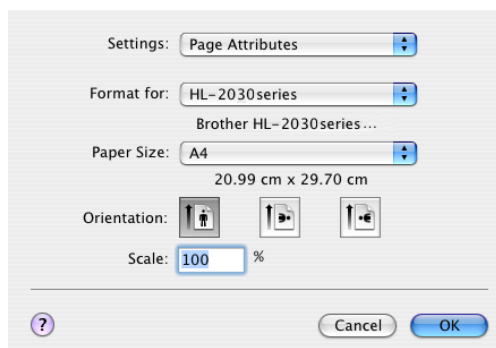 Settings: Page Attributes
Format for: HL-2030series
Brother HL-2030series...
Paper Size: A4
20.99 cm x 29.70 cm
Orientation:
Scale: 100 %
? Cancel OK